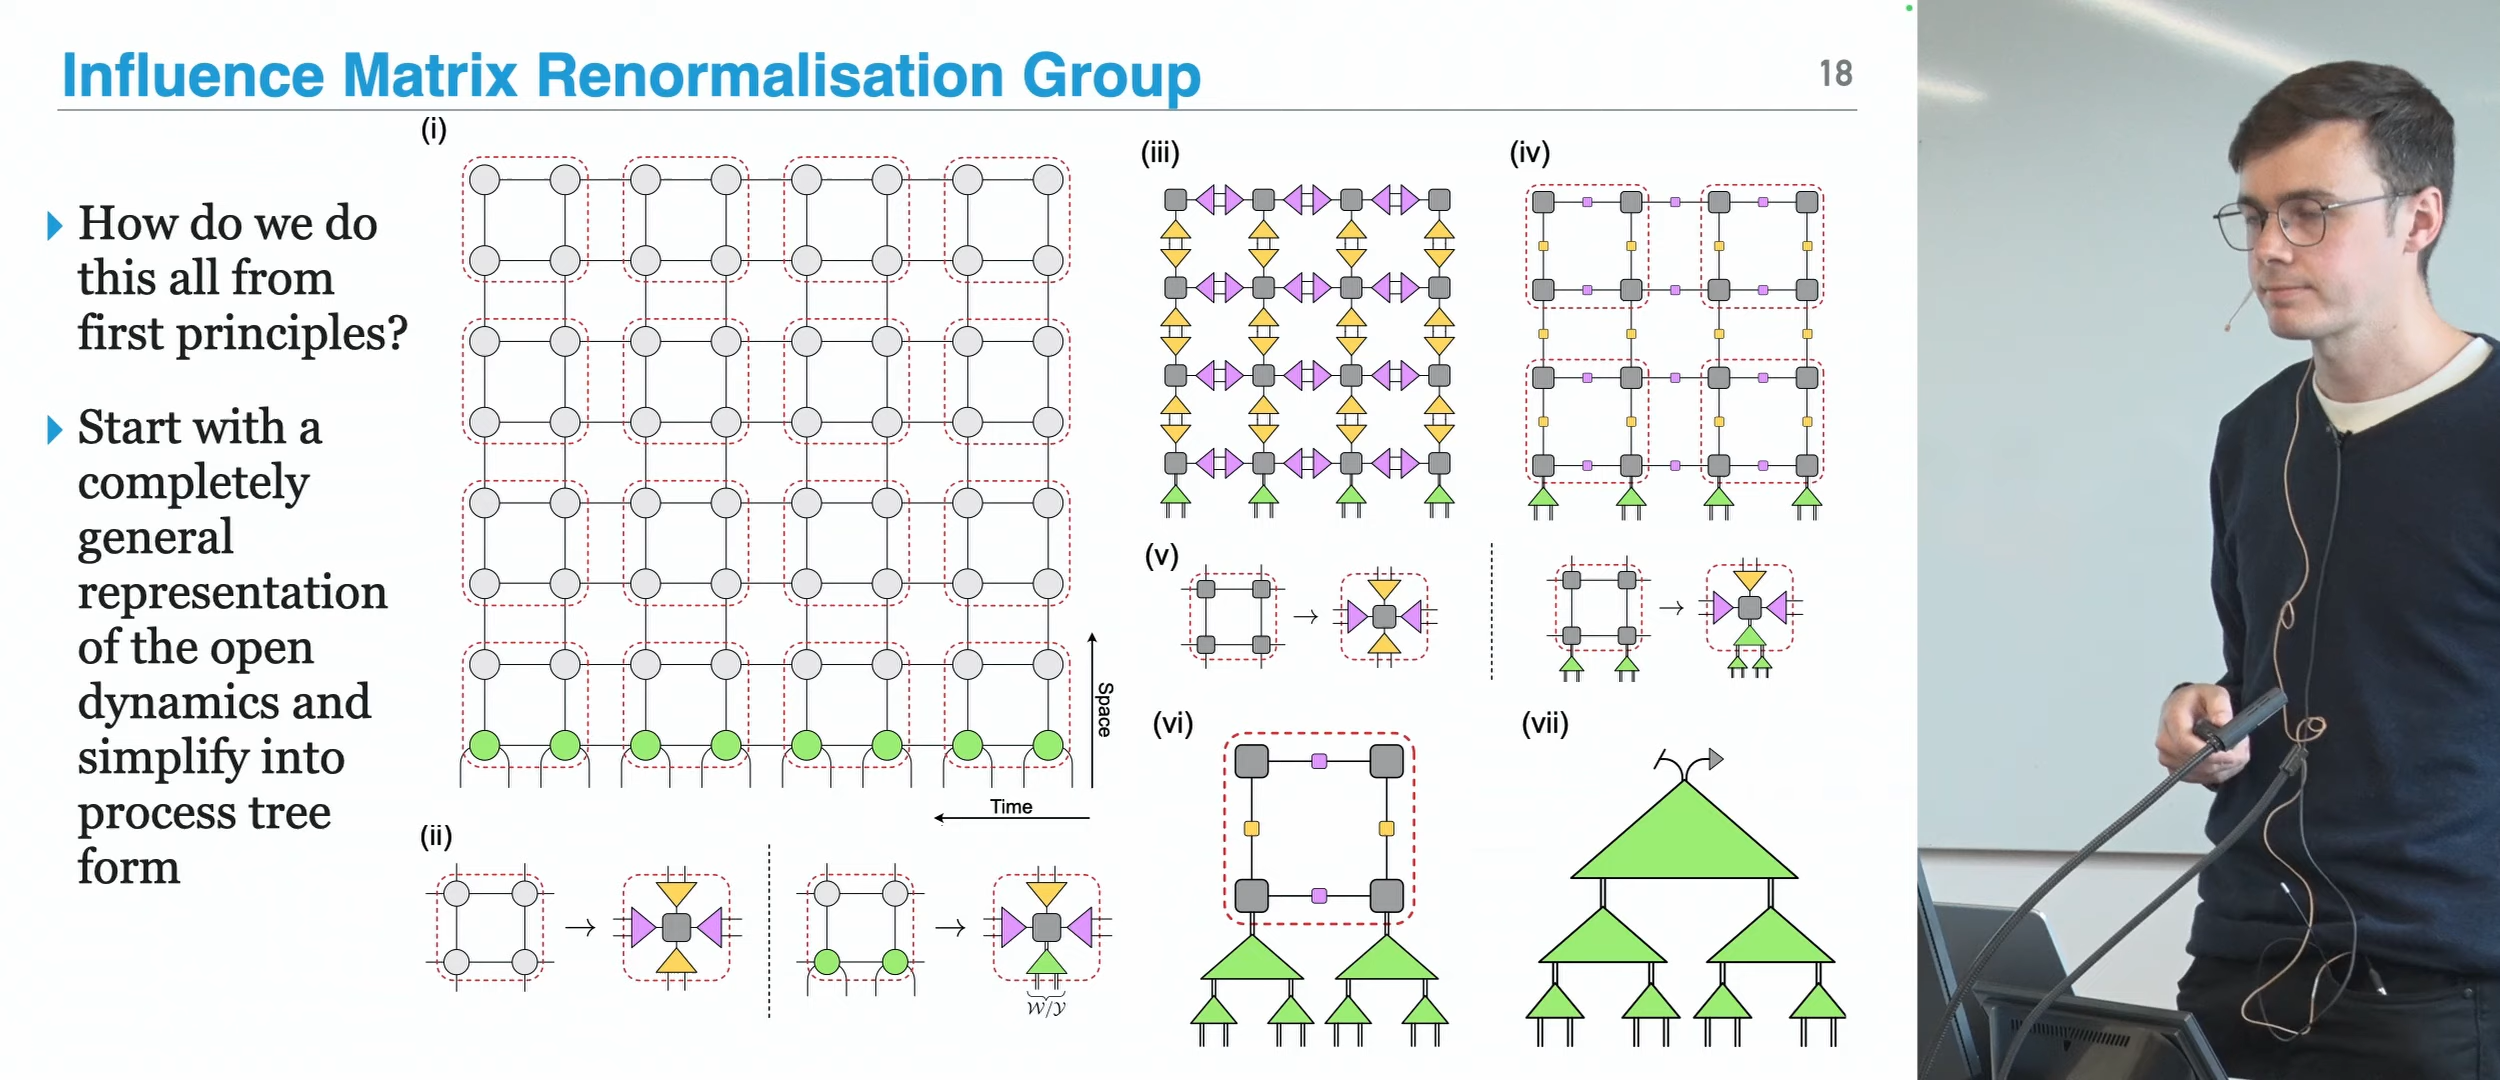 Influence Matrix Renormalisation Group
18
How do we do
this all from
first principles?
Start with a
completely
general
representation
of the open
dynamics and
simplify into
process tree
form
(i)
Space
Time
(ii)
w/y
(iii)
(iv)
(v)
(vi)
(vii)